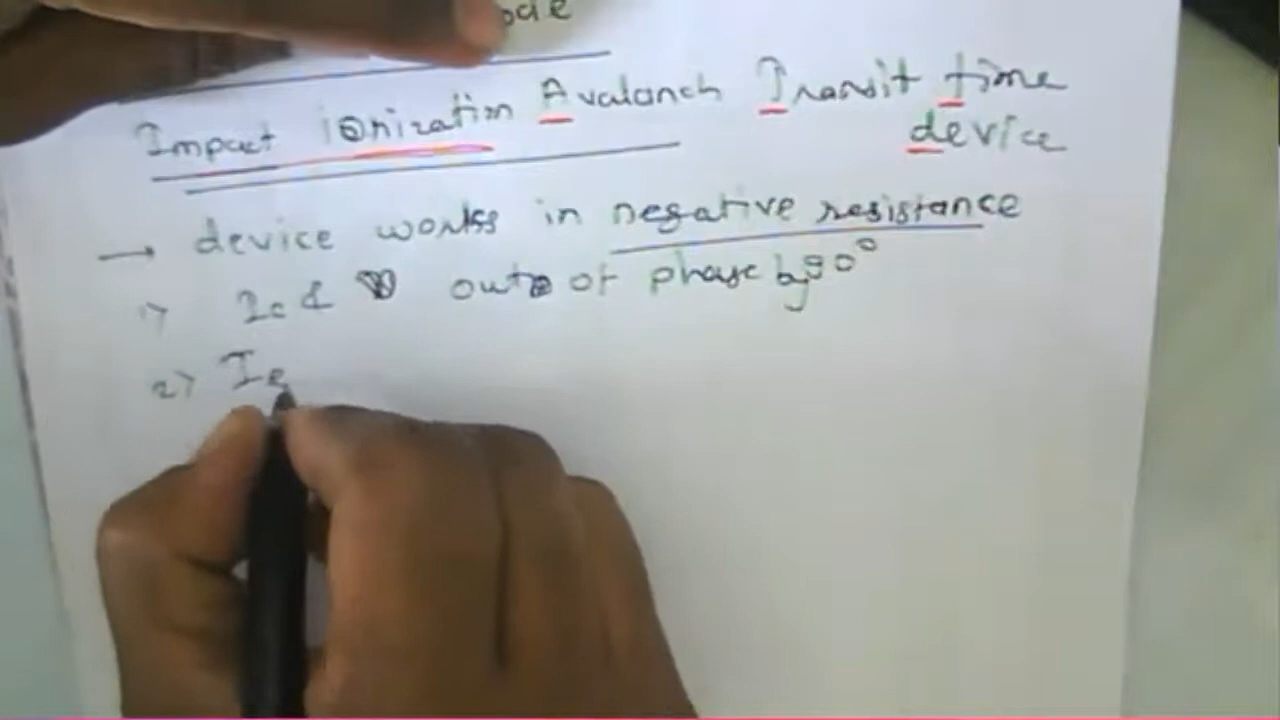 ode
Impact ionization Avalanch Transit time
device
→ device works in negative resistance
1) Ic & V out of phase by 90°
2) Ie